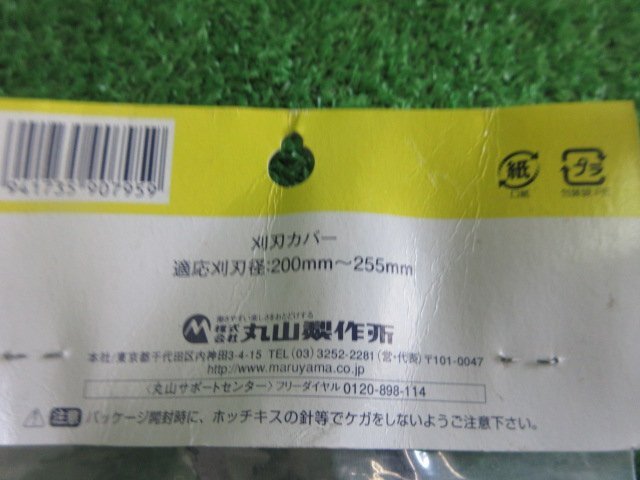 941735 907959
紙
プラ
刈刃カバー
適応刈刃径:200mm～255mm
株式会社 丸山製作所
本社/東京都千代田区内神田3-4-15 TEL(03)3252-2281(営・代表)〒101-0047
http://www.maruyama.co.jp
〈丸山サポートセンター〉フリーダイヤル0120-898-114
注意 パッケージ開封時に、ホッチキスの針等でケガをしないようご注意下さい。